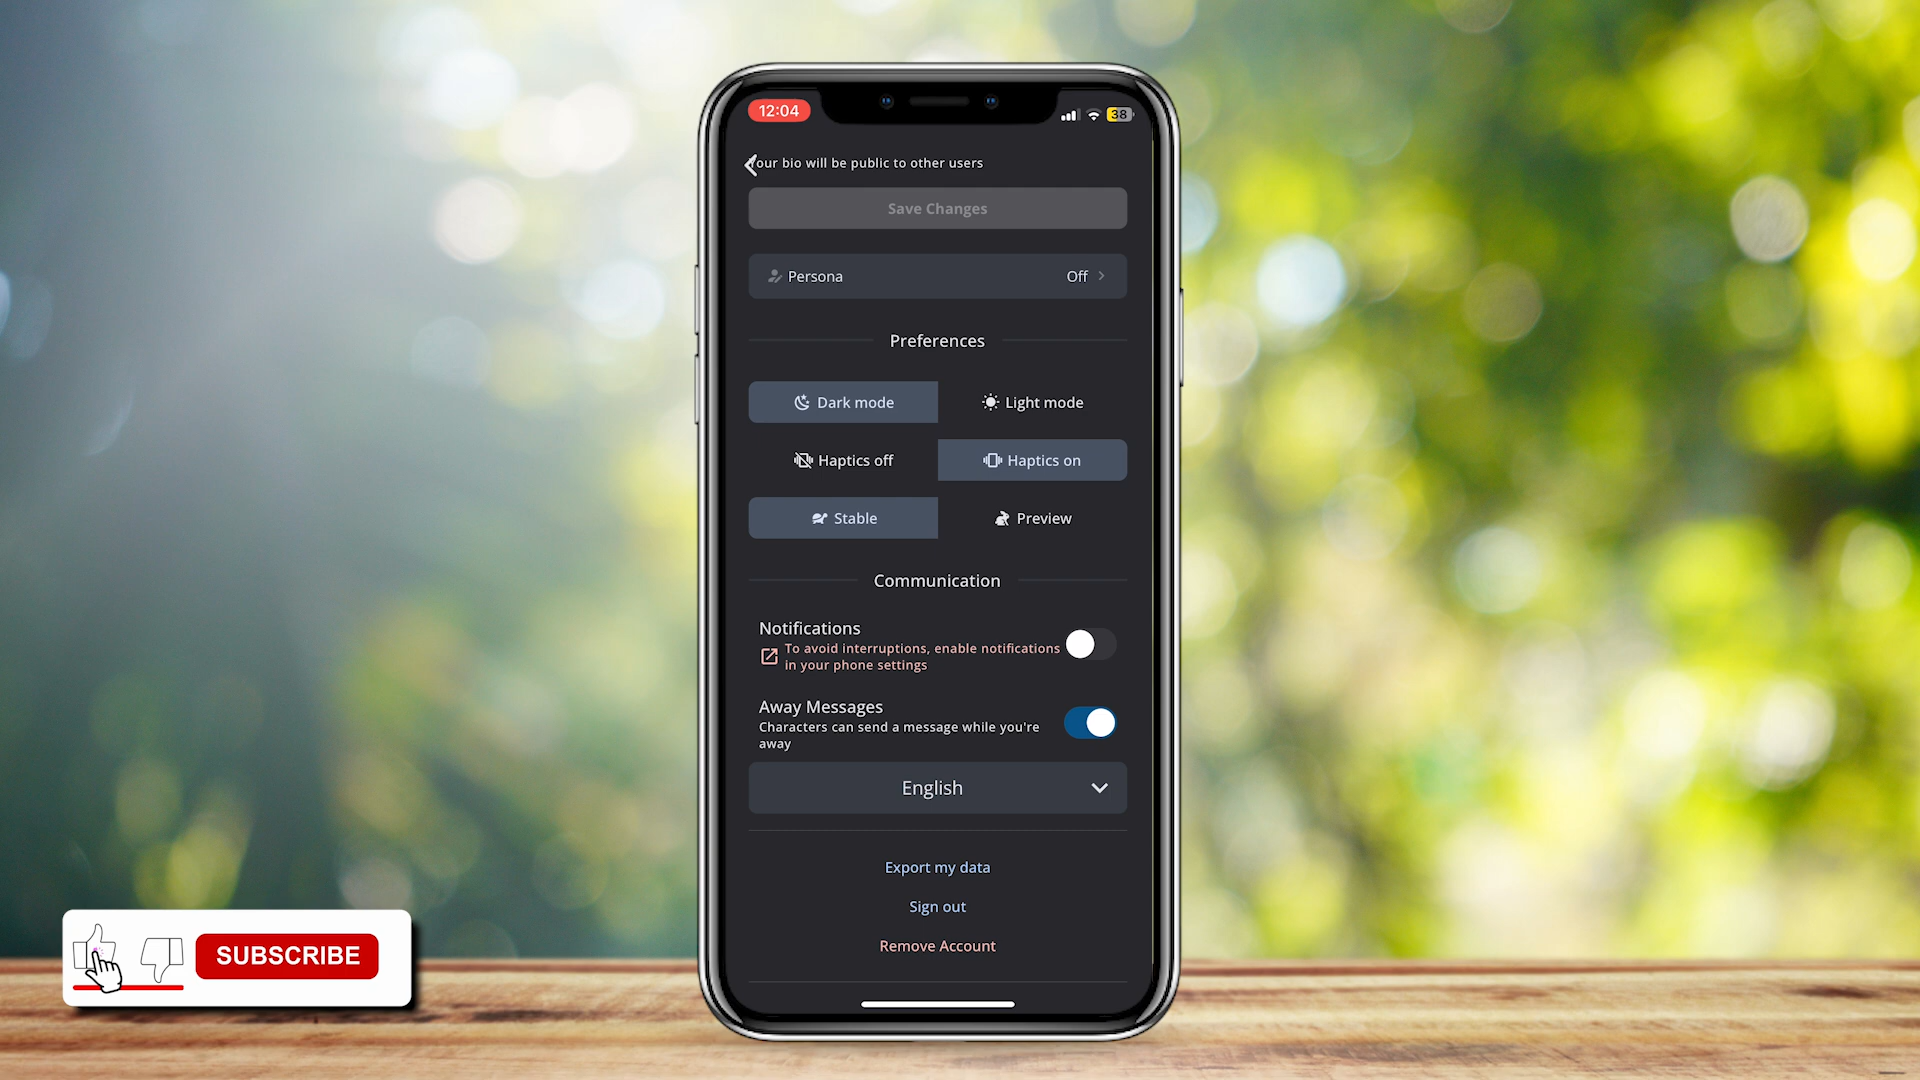 12:04
38
our bio will be public to other users
Save Changes
Persona
Off
Preferences
Dark mode
Light mode
Haptics off
Haptics on
Stable
Preview
Communication
Notifications
To avoid interruptions, enable notifications
in your phone settings
Away Messages
Characters can send a message while you're
away
English
Export my data
Sign out
Remove Account
SUBSCRIBE